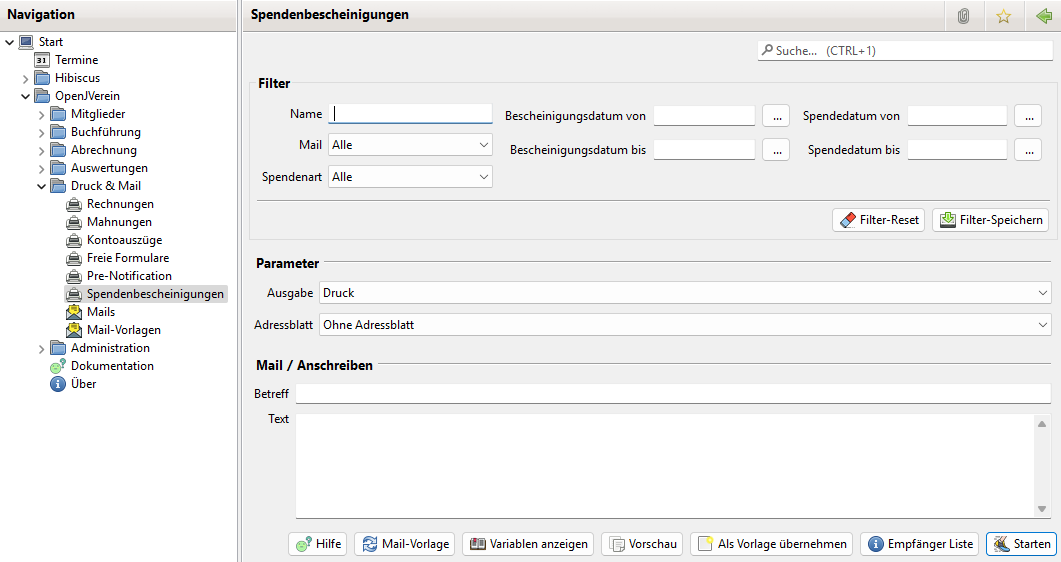 Navigation
Start
31 Termine
Hibiscus
OpenJVerein
Mitglieder
Buchführung
Abrechnung
Auswertungen
Druck & Mail
Rechnungen
Mahnungen
Kontoauszüge
Freie Formulare
Pre-Notification
Spendenbescheinigungen
Mails
Mail-Vorlagen
Administration
Dokumentation
Über
Spendenbescheinigungen
Suche... (CTRL+1)
Filter
Name Bescheinigungsdatum von ... Spendedatum von ...
Mail Alle Bescheinigungsdatum bis ... Spendedatum bis ...
Spendenart Alle
Filter-Reset Filter-Speichern
Parameter
Ausgabe Druck
Adressblatt Ohne Adressblatt
Mail / Anschreiben
Betreff
Text
Hilfe Mail-Vorlage Variablen anzeigen Vorschau Als Vorlage übernehmen Empfänger Liste Starten